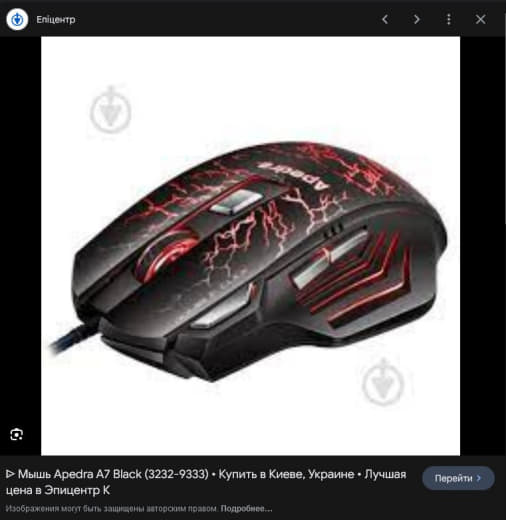 Епіцентр
Apedra
ᐉ Мышь Apedra A7 Black (3232-9333) • Купить в Киеве, Украине • Лучшая
цена в Эпицентр К
Перейти
Изображения могут быть защищены авторским правом. Подробнее...